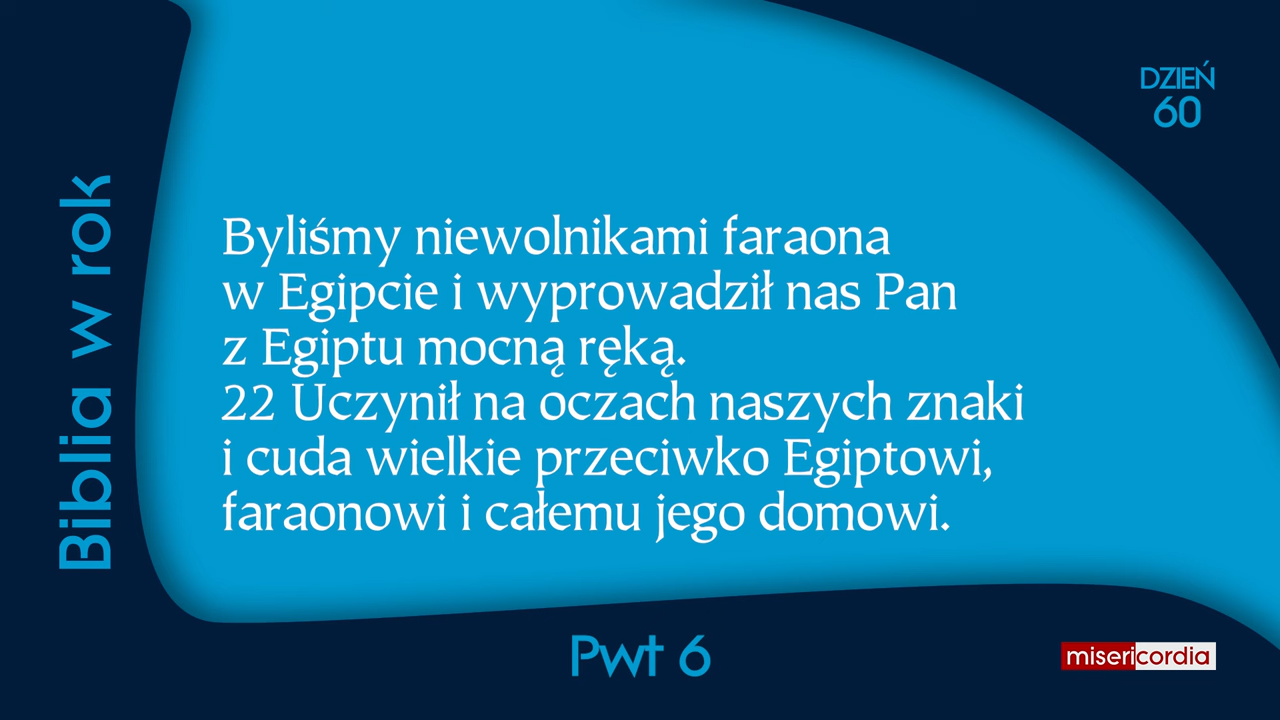 DZIEŃ
60
Biblia w rok
Byliśmy niewolnikami faraona
w Egipcie i wyprowadził nas Pan
z Egiptu mocną ręką.
22 Uczynił na oczach naszych znaki
i cuda wielkie przeciwko Egiptowi,
faraonowi i całemu jego domowi.
Pwt 6
misericordia